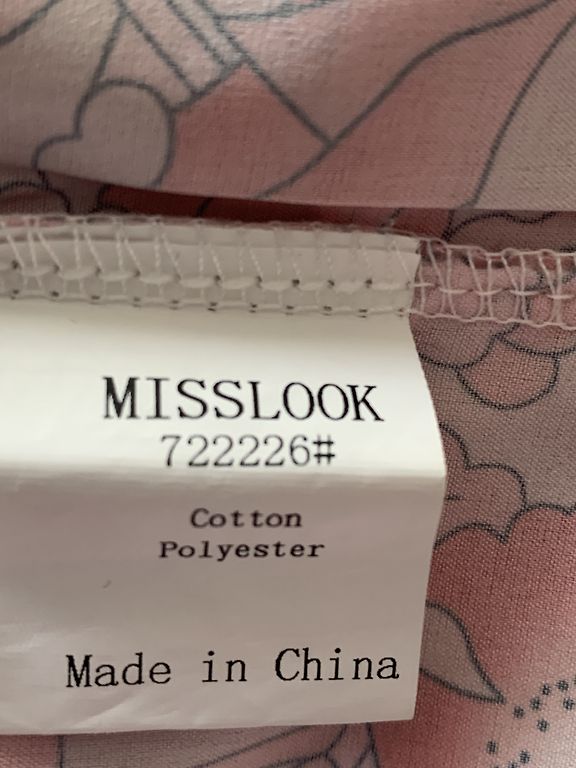 MISSLOOK
722226#
Cotton
Polyester
Made in China